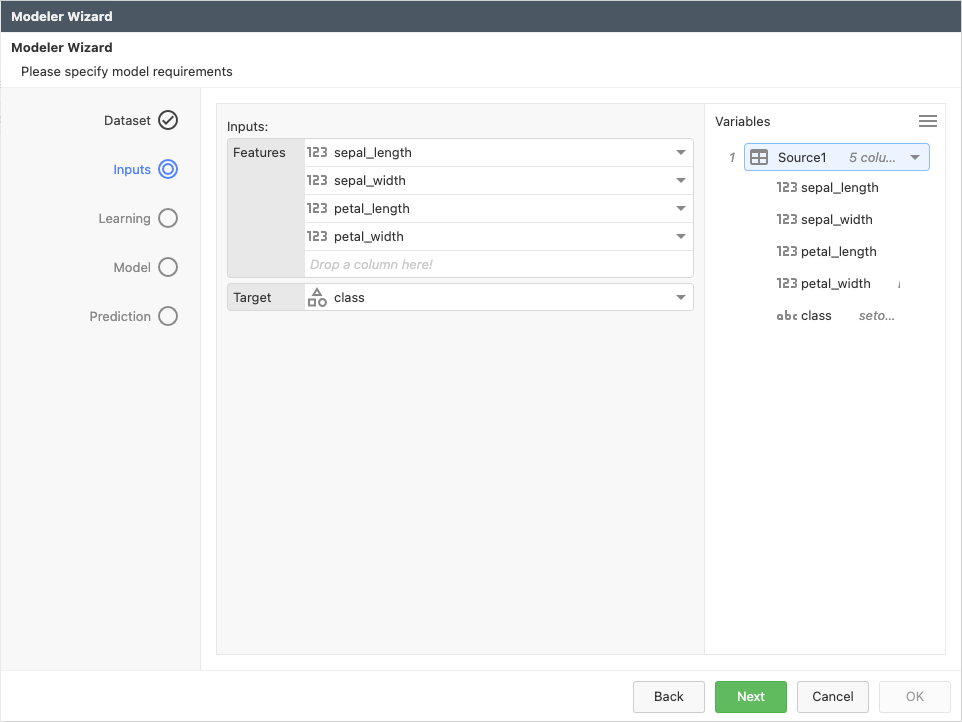 Modeler Wizard
Modeler Wizard
Please specify model requirements
Dataset
Inputs
Learning
Model
Prediction
Inputs:
Features
123 sepal_length
123 sepal_width
123 petal_length
123 petal_width
Drop a column here!
Target
class
Variables
1 Source1 5 colu...
123 sepal_length
123 sepal_width
123 petal_length
123 petal_width
abc class seto...
Back
Next
Cancel
OK